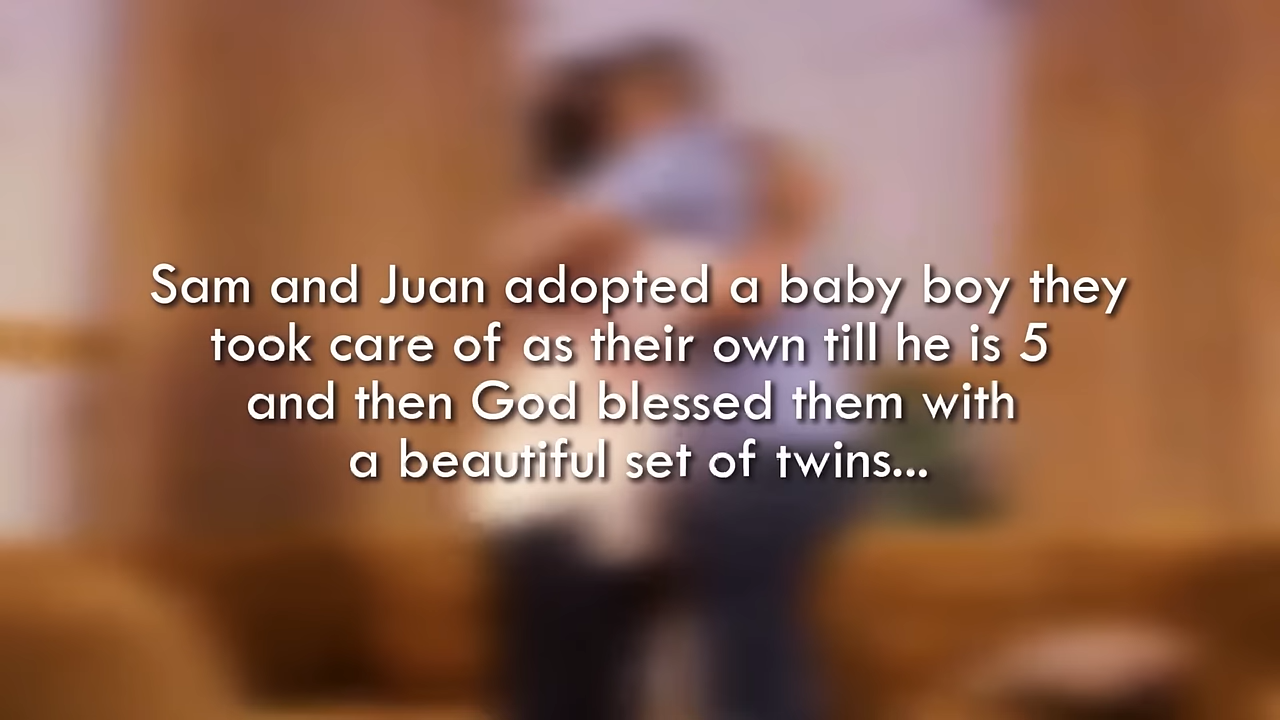 Sam and Juan adopted a baby boy they
took care of as their own till he is 5
and then God blessed them with
a beautiful set of twins...